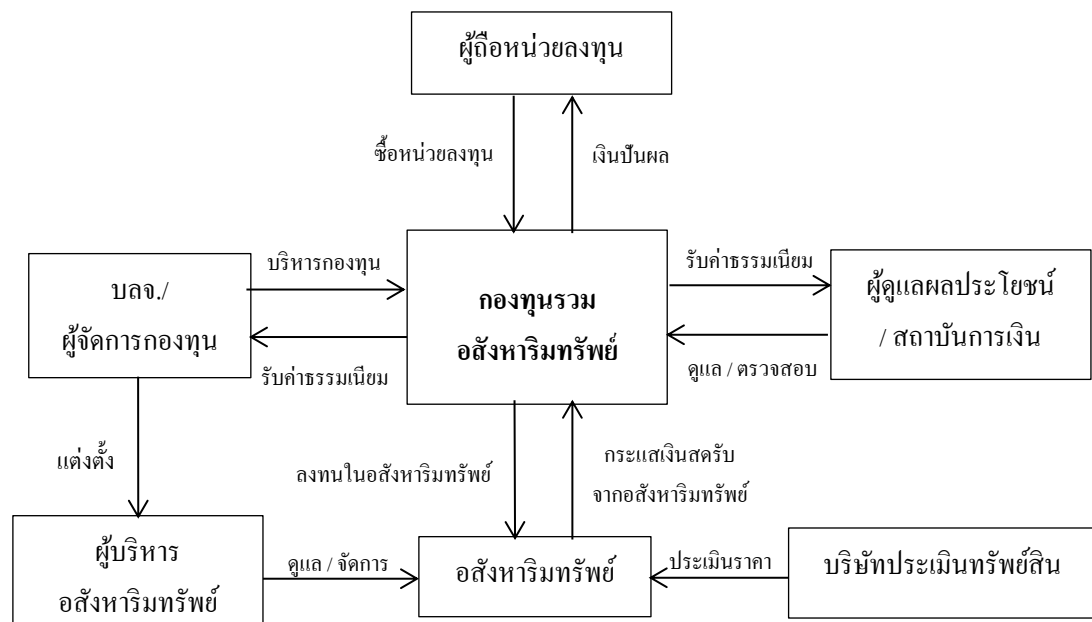 ผู้ถือหน่วยลงทุน
ซื้อหน่วยลงทุน
เงินปันผล
บลจ./
ผู้จัดการกองทุน
บริหารกองทุน
รับค่าธรรมเนียม
กองทุนรวม
อสังหาริมทรัพย์
รับค่าธรรมเนียม
ดูแล / ตรวจสอบ
ผู้ดูแลผลประโยชน์
/ สถาบันการเงิน
แต่งตั้ง
ลงทนในอสังหาริมทรัพย์
กระแสเงินสดรับ
จากอสังหาริมทรัพย์
ผู้บริหาร
อสังหาริมทรัพย์
ดูแล / จัดการ
อสังหาริมทรัพย์
ประเมินราคา
บริษัทประเมินทรัพย์สิน